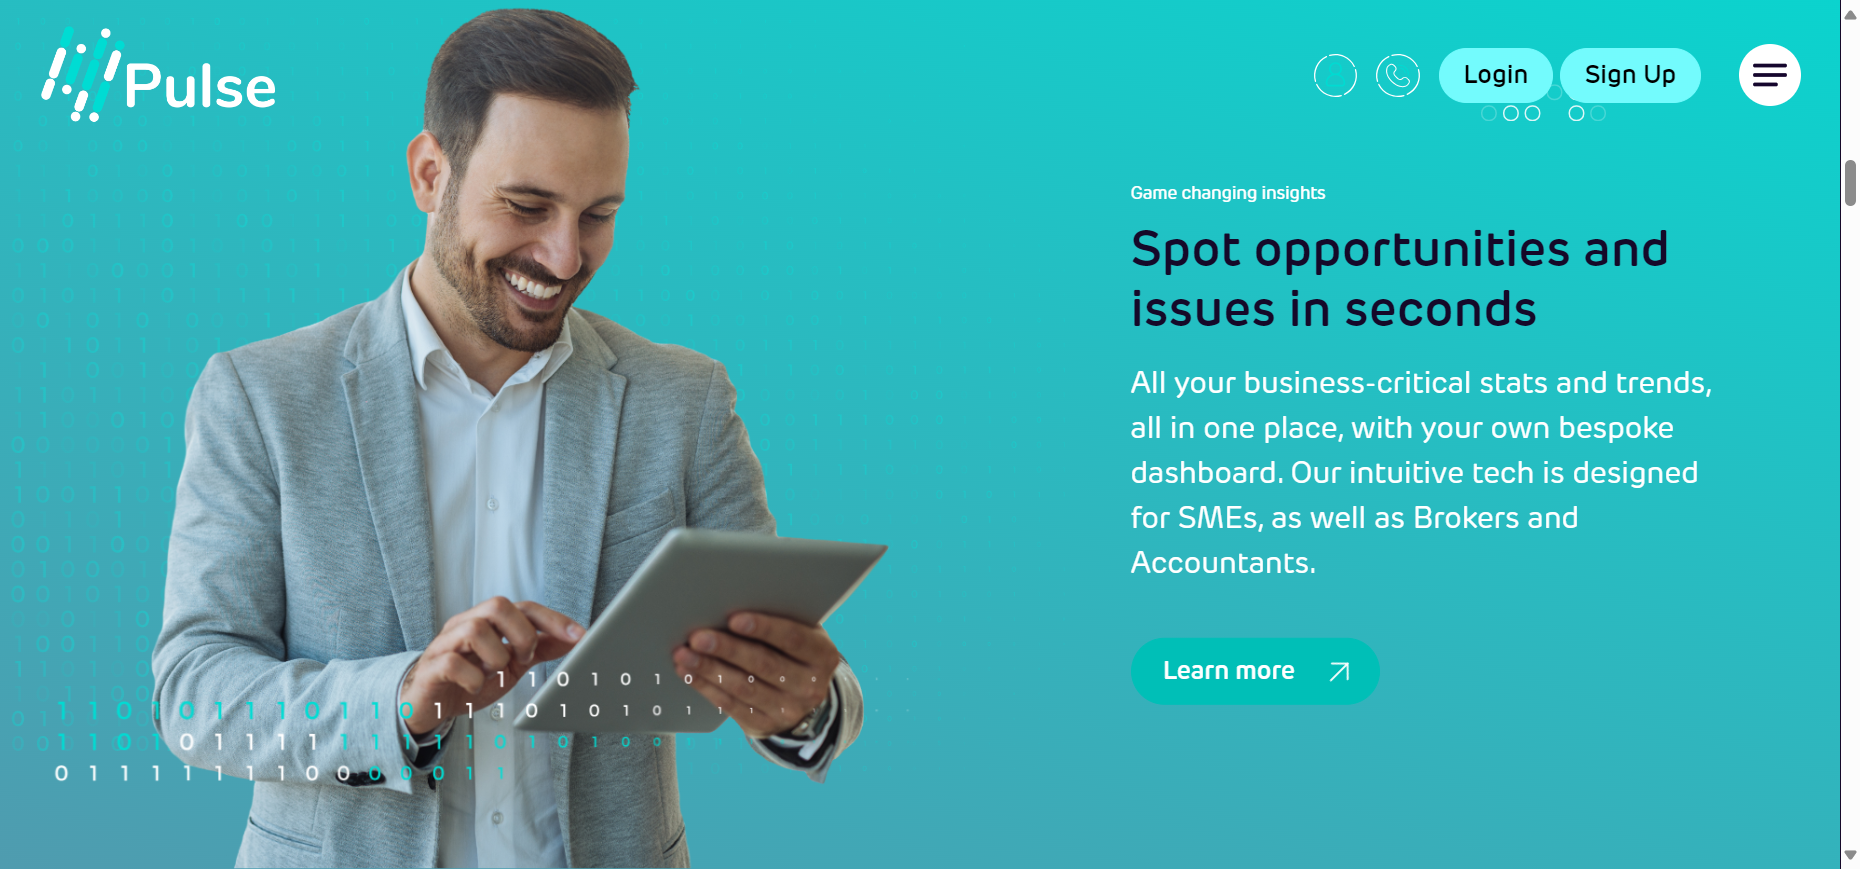 Pulse
Login
Sign Up
Game changing insights
Spot opportunities and
issues in seconds
All your business-critical stats and trends,
all in one place, with your own bespoke
dashboard. Our intuitive tech is designed
for SMEs, as well as Brokers and
Accountants.
Learn more